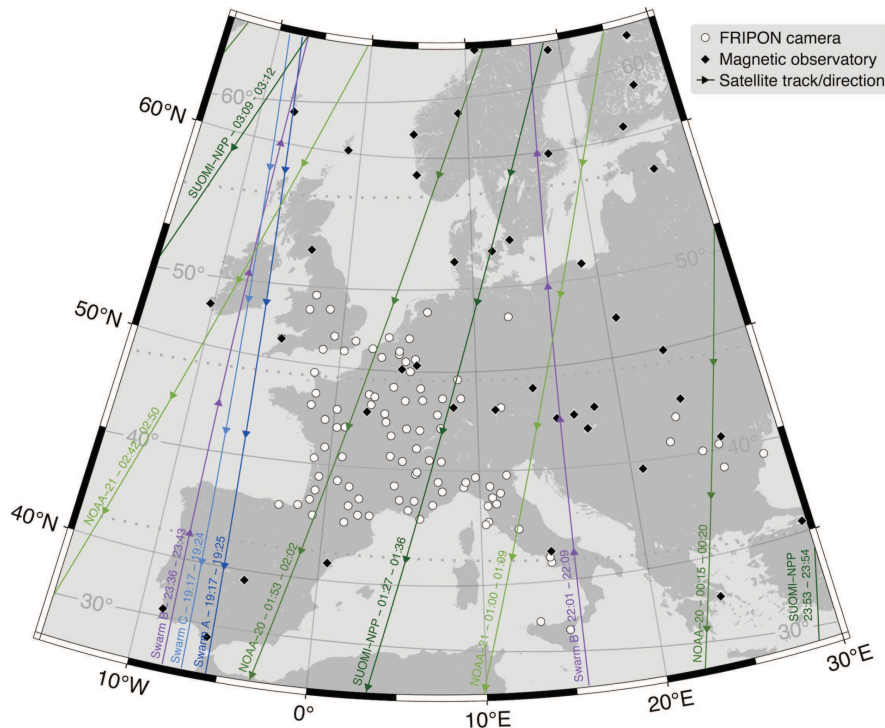 FRIPON camera
Magnetic observatory
Satellite track/direction
60°N
50°N
40°N
10°W
0°
10°E
20°E
30°E
60°
60°
50°
50°
40°
40°
30°
30°
SUOMI–NPP – 03:09 – 03:12
NOAA–21 – 02:42 – 02:50
Swarm B – 23:36 – 23:43
Swarm C – 19:17 – 19:24
Swarm A – 19:17 – 19:25
NOAA–20 – 01:53 – 02:02
SUOMI–NPP – 01:27 – 01:36
NOAA–21 – 01:00 – 01:09
Swarm B – 22:01 – 22:09
NOAA–20 – 00:15 – 00:20
SUOMI–NPP
23:53 – 23:54